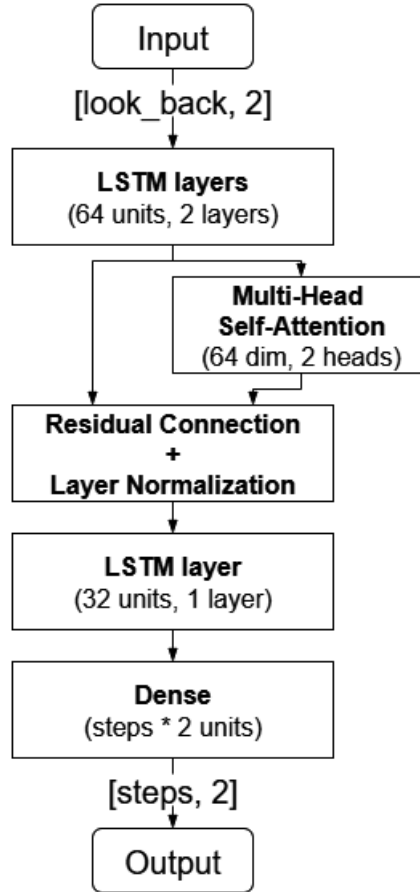 Input
[look_back, 2]
LSTM layers
(64 units, 2 layers)
Multi-Head
Self-Attention
(64 dim, 2 heads)
Residual Connection
+
Layer Normalization
LSTM layer
(32 units, 1 layer)
Dense
(steps * 2 units)
[steps, 2]
Output